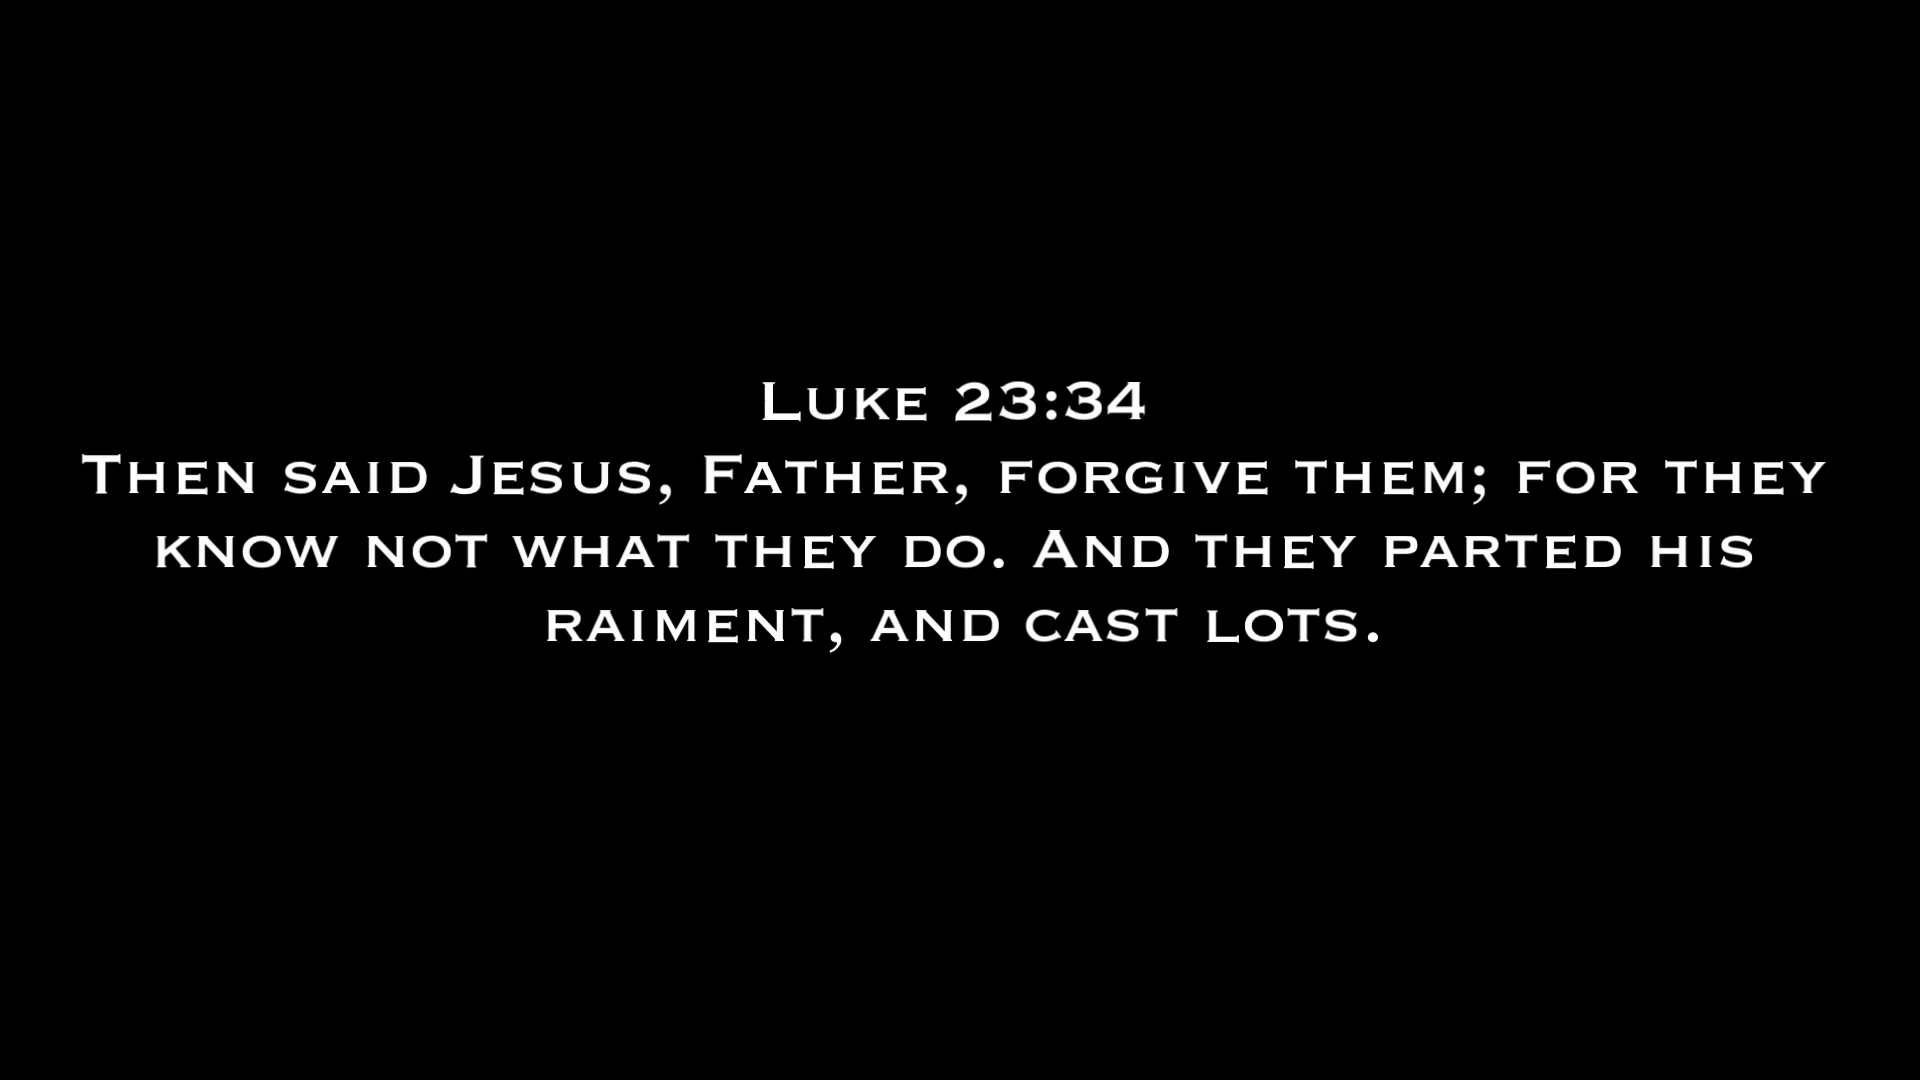 Luke 23:34
Then said Jesus, Father, forgive them; for they
know not what they do. And they parted his
raiment, and cast lots.